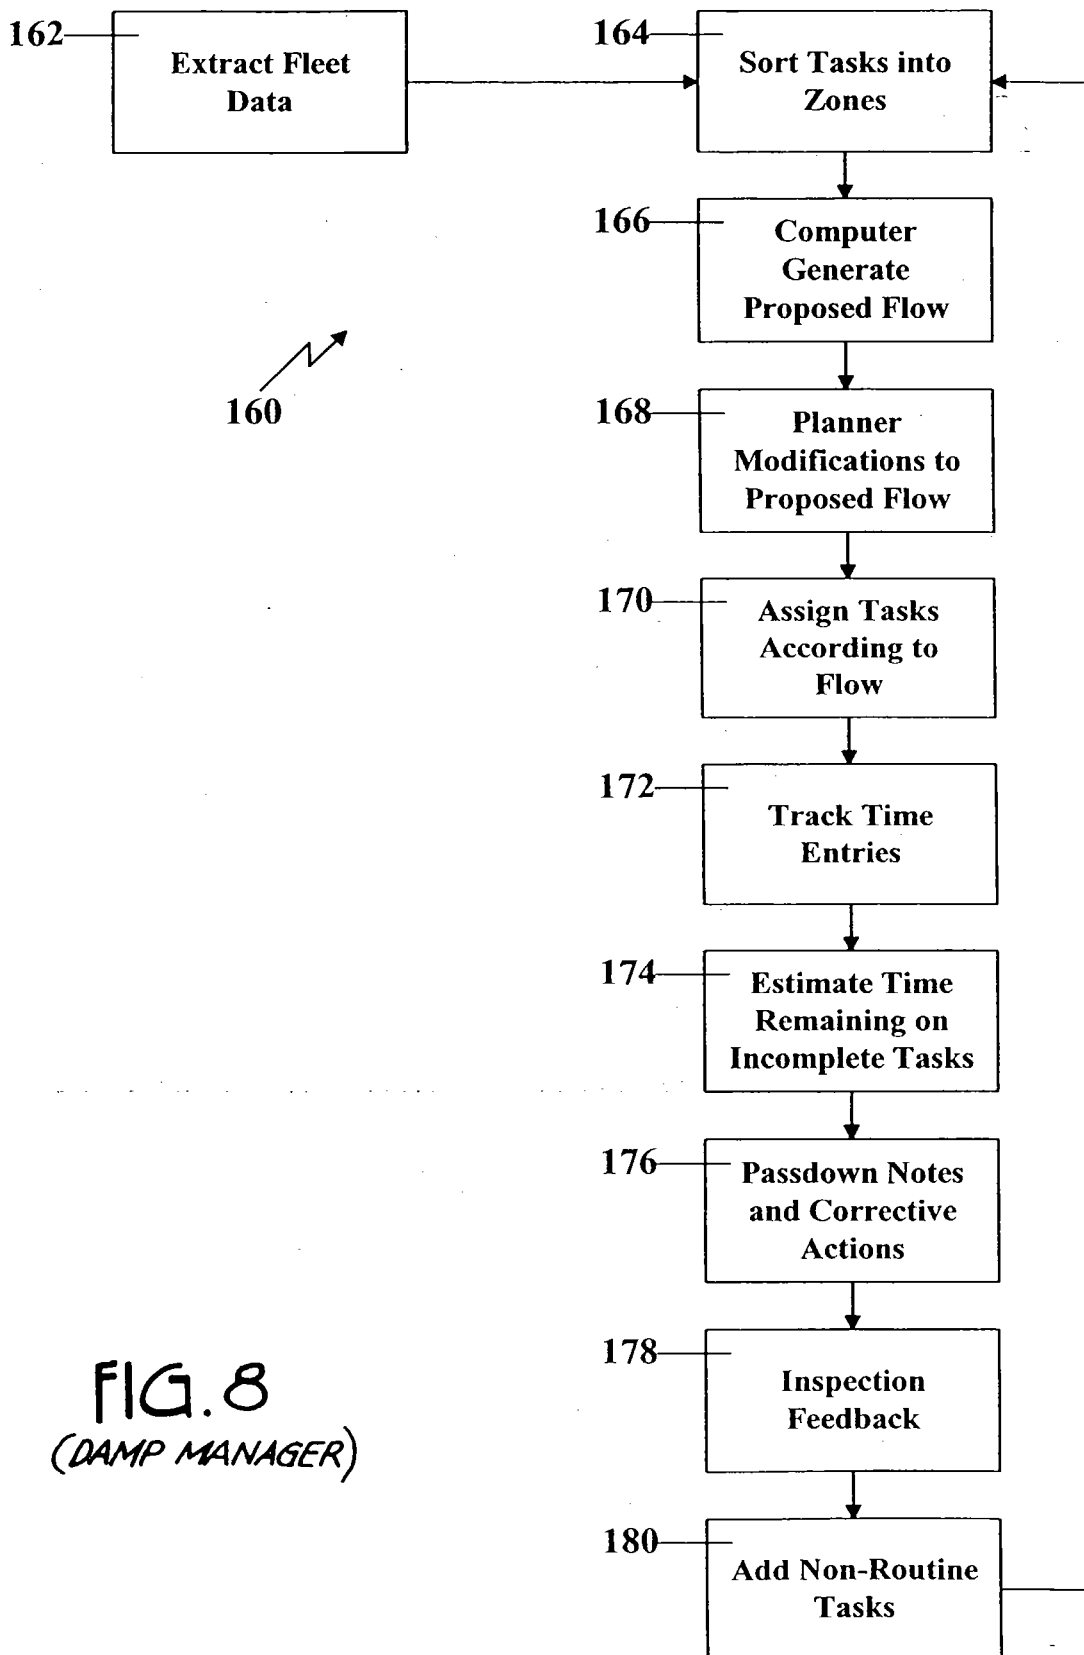 162
Extract Fleet
Data
164
Sort Tasks into
Zones
166
Computer
Generate
Proposed Flow
160
168
Planner
Modifications to
Proposed Flow
170
Assign Tasks
According to
Flow
172
Track Time
Entries
174
Estimate Time
Remaining on
Incomplete Tasks
176
Passdown Notes
and Corrective
Actions
178
Inspection
Feedback
180
Add Non-Routine
Tasks
FIG. 8
(DAMP MANAGER)